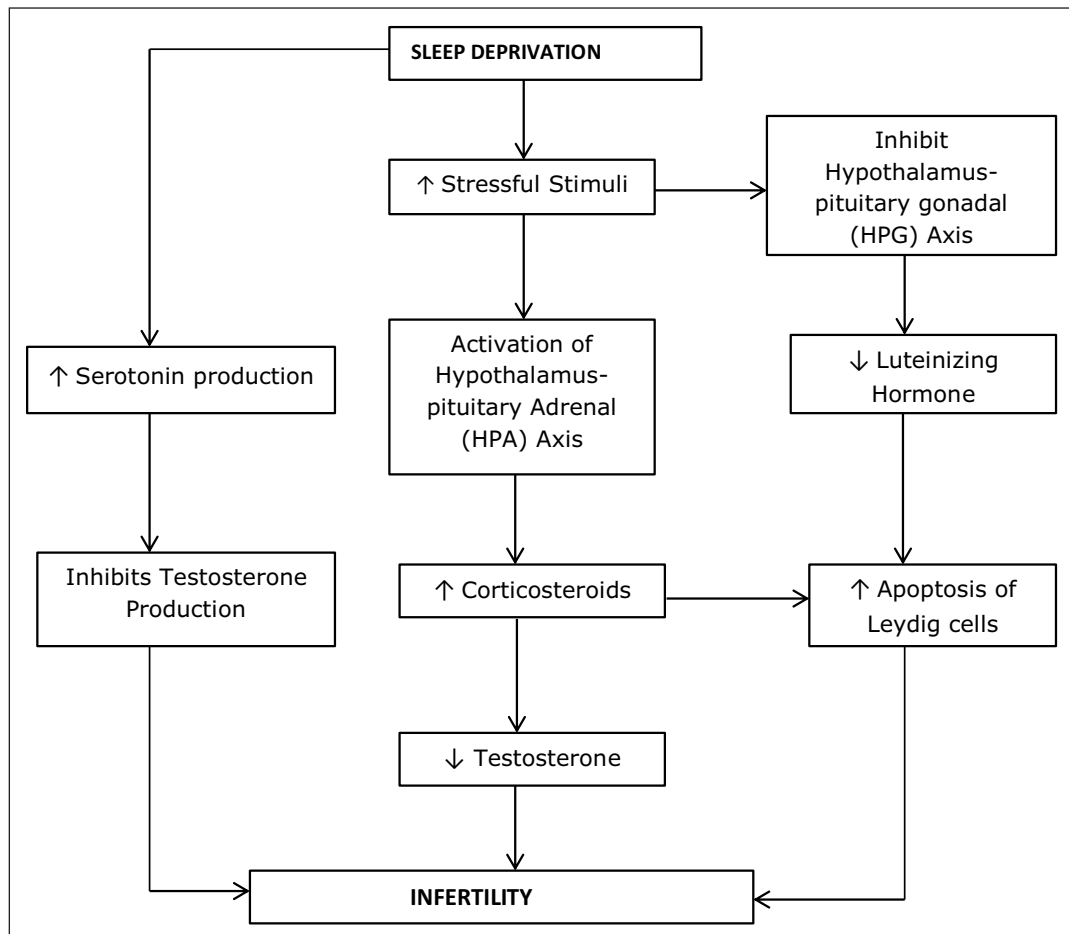 SLEEP DEPRIVATION
↑ Stressful Stimuli
Inhibit
Hypothalamus-
pituitary gonadal
(HPG) Axis
↑ Serotonin production
Activation of
Hypothalamus-
pituitary Adrenal
(HPA) Axis
↓ Luteinizing
Hormone
Inhibits Testosterone
Production
↑ Corticosteroids
↑ Apoptosis of
Leydig cells
↓ Testosterone
INFERTILITY